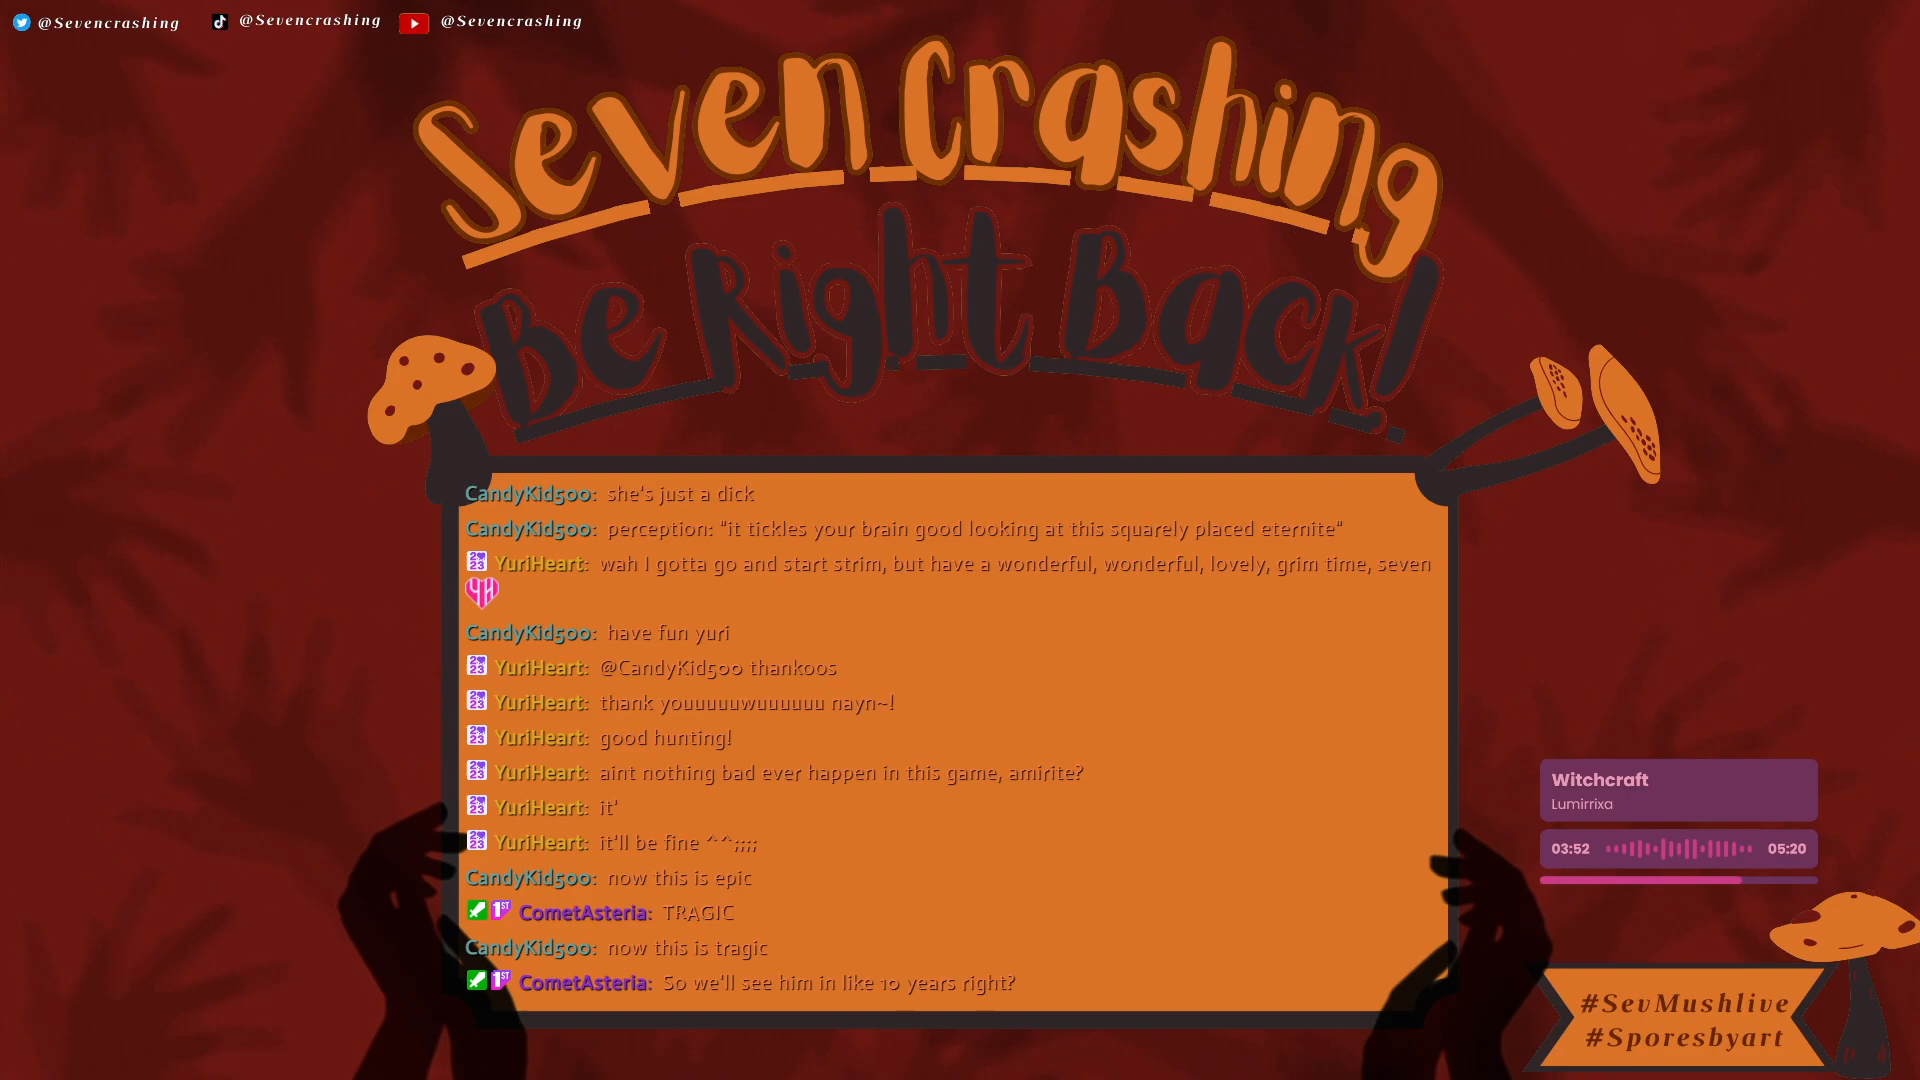 @Sevencrashing @Sevencrashing @Sevencrashing
Seven Crashing
Be Right Back!
CandyKid500: she's just a dick
CandyKid500: perception: "it tickles your brain good looking at this squarely placed eternite"
YuriHeart: wah I gotta go and start strim, but have a wonderful, wonderful, lovely, grim time, seven
CandyKid500: have fun yuri
YuriHeart: @CandyKid500 thankoos
YuriHeart: thank youuuuuwuuuuuu nayn~!
YuriHeart: good hunting!
YuriHeart: aint nothing bad ever happen in this game, amirite?
YuriHeart: it'
YuriHeart: it'll be fine ^^;;;;
CandyKid500: now this is epic
1ST CometAsteria: TRAGIC
CandyKid500: now this is tragic
1ST CometAsteria: So we'll see him in like 10 years right?
Witchcraft
Lumirrixa
03:52 05:20
#SevMushlive
#Sporesbyart